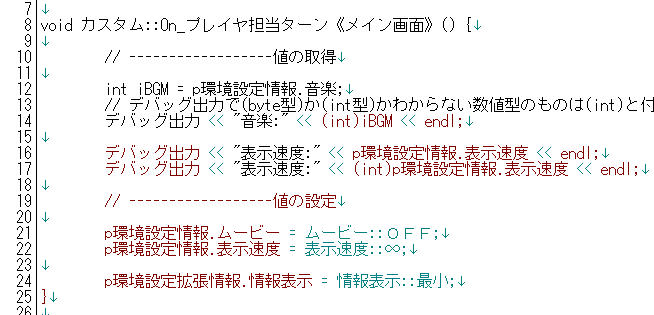 7↓
8 void カスタム::On_プレイヤ担当ターン《メイン画面》() {↓
9↓
10 // ------------------値の取得↓
11↓
12 int iBGM = p環境設定情報.音楽;↓
13 // デバッグ出力で(byte型)か(int型)かわからない数値型のものは(int)と付
14 デバッグ出力 << "音楽:" << (int)iBGM << endl;↓
15↓
16 デバッグ出力 << "表示速度:" << p環境設定情報.表示速度 << endl;↓
17 デバッグ出力 << "表示速度:" << (int)p環境設定情報.表示速度 << endl;↓
18↓
19 // ------------------値の設定↓
20↓
21 p環境設定情報.ムービー = ムービー::ＯＦＦ;↓
22 p環境設定情報.表示速度 = 表示速度::∞;↓
23↓
24 p環境設定拡張情報.情報表示 = 情報表示::最小;↓
25 }↓
26↓